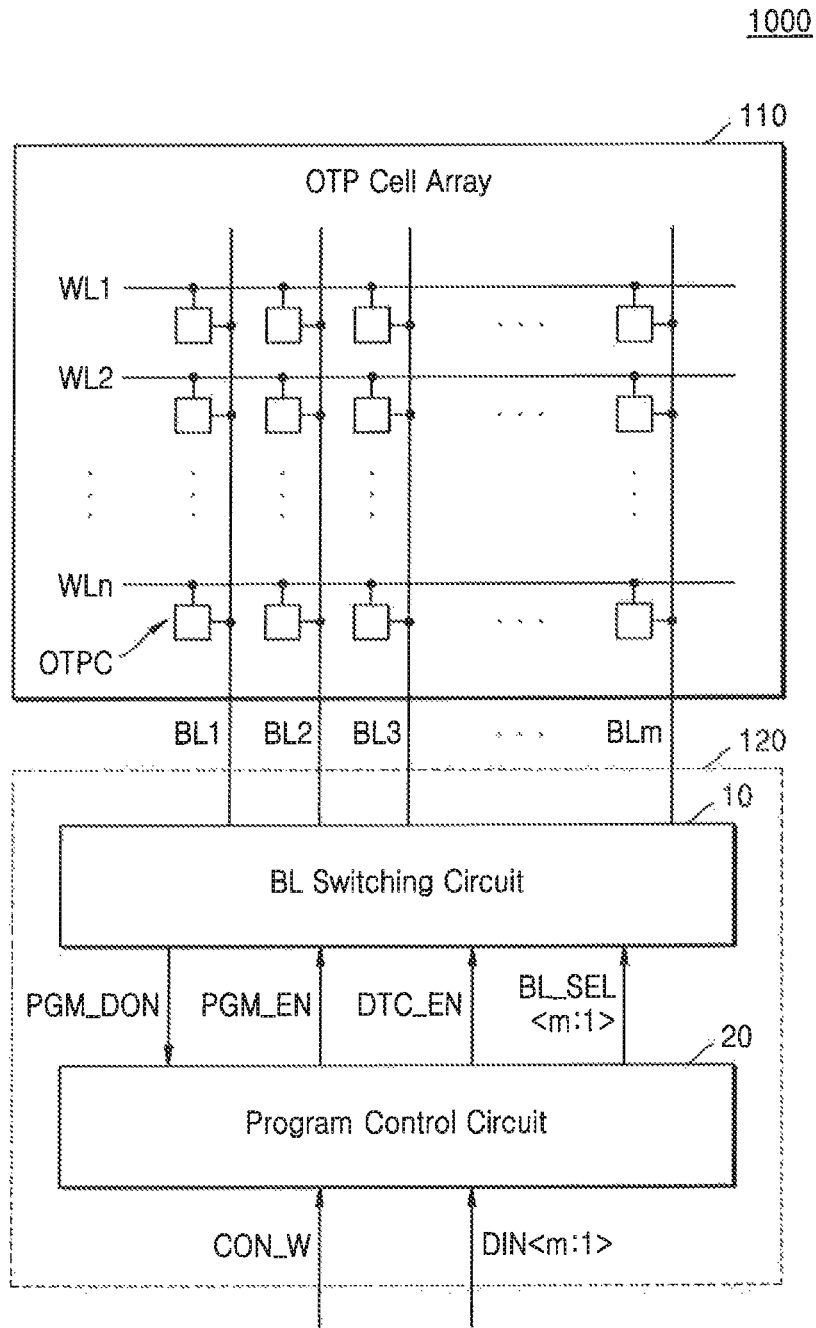 1000
110
OTP Cell Array
WL1
. . .
WL2
. . .
WLn
. . .
OTPC
BL1 BL2 BL3 . . . BLm
120
10
BL Switching Circuit
PGM_DON PGM_EN DTC_EN BL_SEL
<m:1>
20
Program Control Circuit
CON_W DIN<m:1>